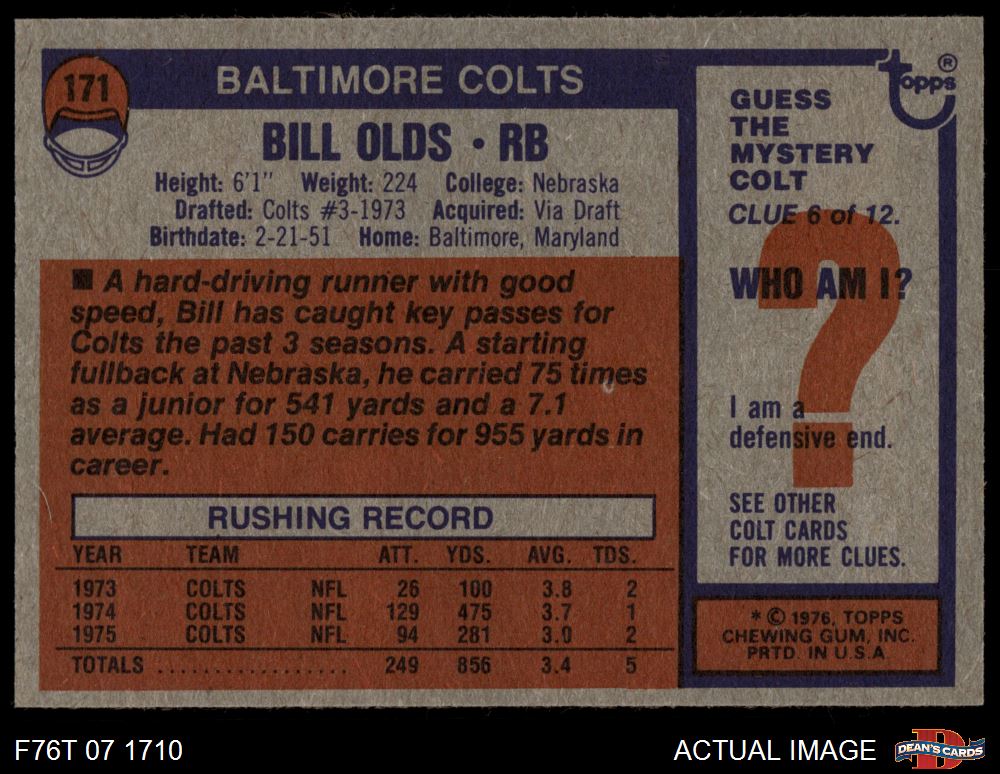 171
BALTIMORE COLTS
BILL OLDS • RB
Height: 6'1" Weight: 224 College: Nebraska
Drafted: Colts #3-1973 Acquired: Via Draft
Birthdate: 2-21-51 Home: Baltimore, Maryland
■ A hard-driving runner with good
speed, Bill has caught key passes for
Colts the past 3 seasons. A starting
fullback at Nebraska, he carried 75 times
as a junior for 541 yards and a 7.1
average. Had 150 carries for 955 yards in
career.
RUSHING RECORD
YEAR TEAM ATT. YDS. AVG. TDS.
1973 COLTS NFL 26 100 3.8 2
1974 COLTS NFL 129 475 3.7 1
1975 COLTS NFL 94 281 3.0 2
TOTALS ................. 249 856 3.4 5
topps®
GUESS
THE
MYSTERY
COLT
CLUE 6 of 12.
WHO AM I?
?
I am a
defensive end.
SEE OTHER
COLT CARDS
FOR MORE CLUES.
* © 1976, TOPPS
CHEWING GUM, INC.
PRTD. IN U.S.A
F76T 07 1710
ACTUAL IMAGE
D
DEAN'S CARDS